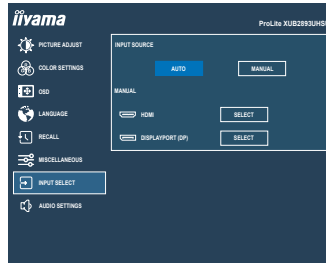 iiyama
ProLite XUB2893UHS
PICTURE ADJUST
COLOR SETTINGS
OSD
LANGUAGE
RECALL
MISCELLANEOUS
INPUT SELECT
AUDIO SETTINGS
INPUT SOURCE
AUTO MANUAL
MANUAL
HDMI SELECT
DISPLAYPORT (DP) SELECT